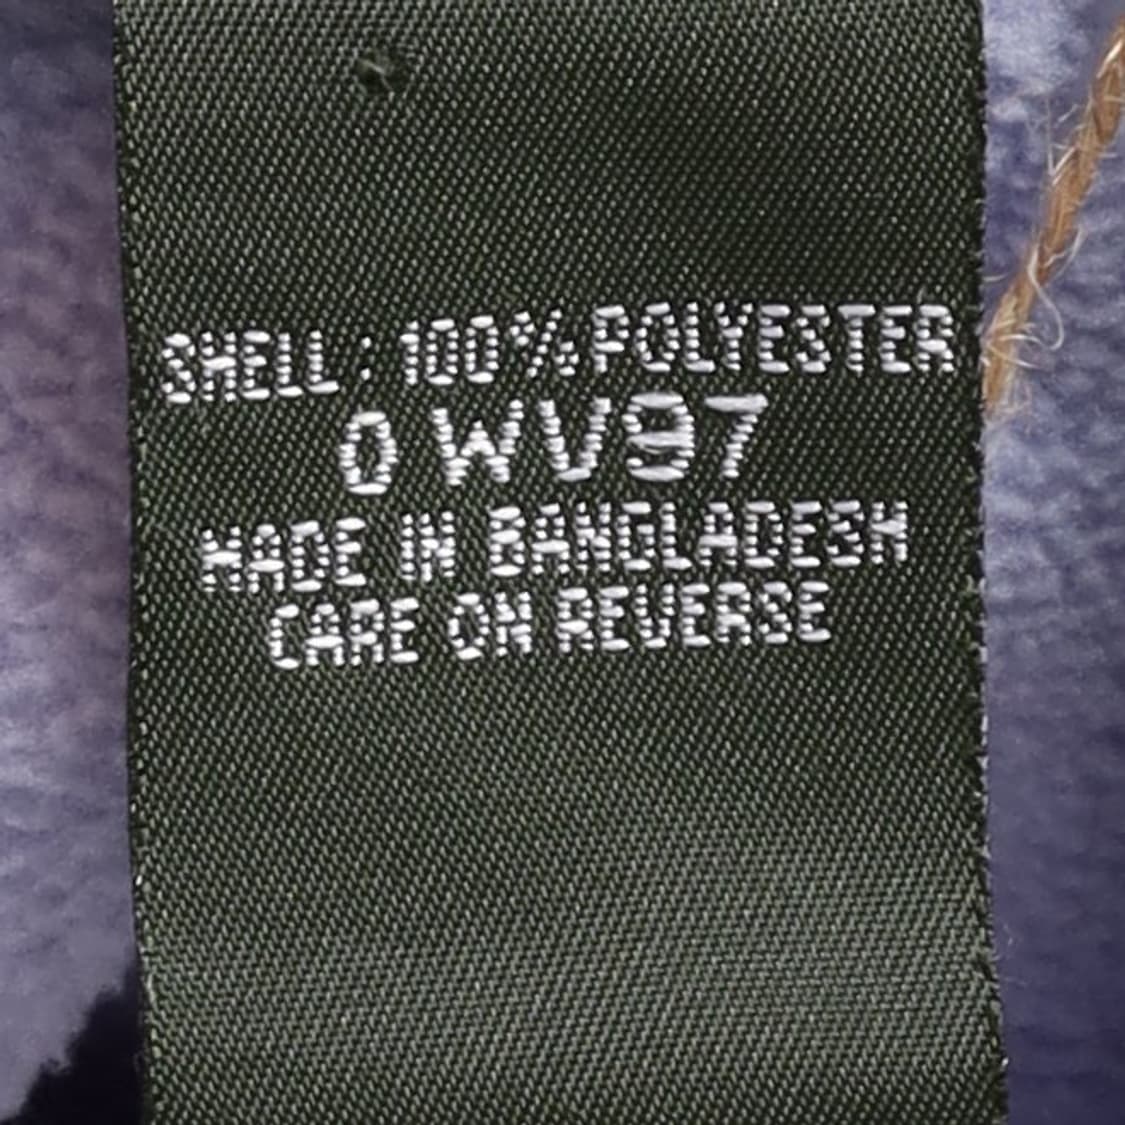 SHELL : 100% POLYESTER
0 WV97
MADE IN BANGLADESH
CARE ON REVERSE